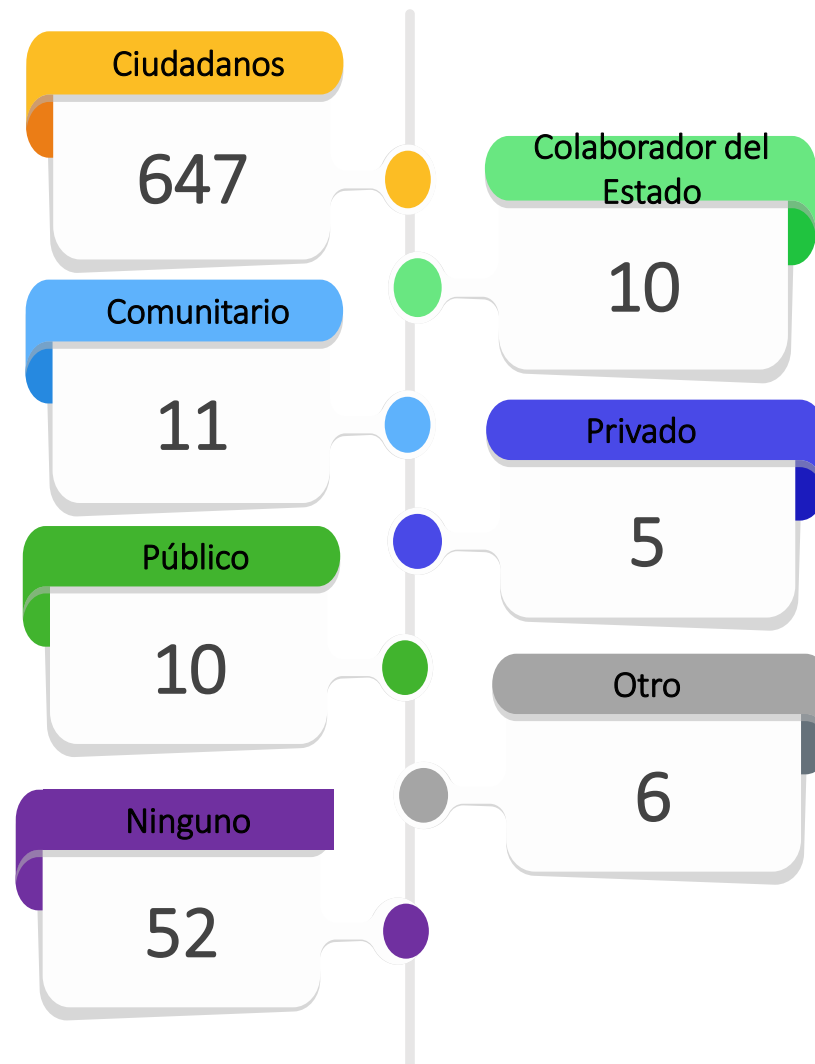 Ciudadanos
647
Colaborador del
Estado
10
Comunitario
11
Privado
5
Público
10
Otro
6
Ninguno
52